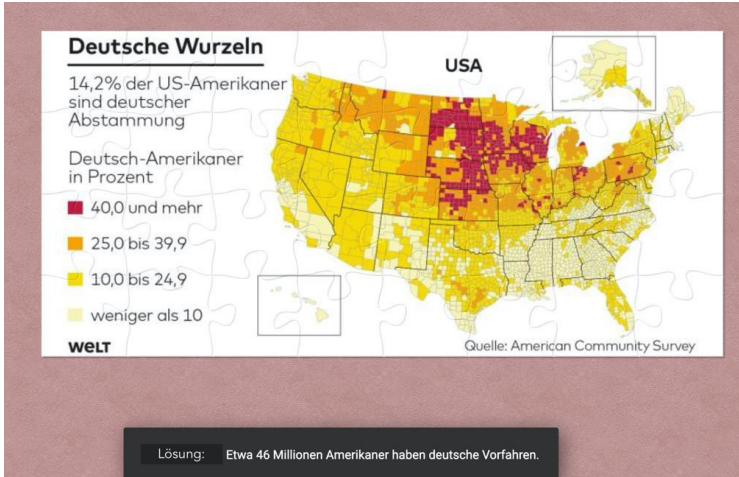 Deutsche Wurzeln
14,2% der US-Amerikaner
sind deutscher
Abstammung
Deutsch-Amerikaner
in Prozent
40,0 und mehr
25,0 bis 39,9
10,0 bis 24,9
weniger als 10
WELT
USA
Quelle: American Community Survey
Lösung: Etwa 46 Millionen Amerikaner haben deutsche Vorfahren.